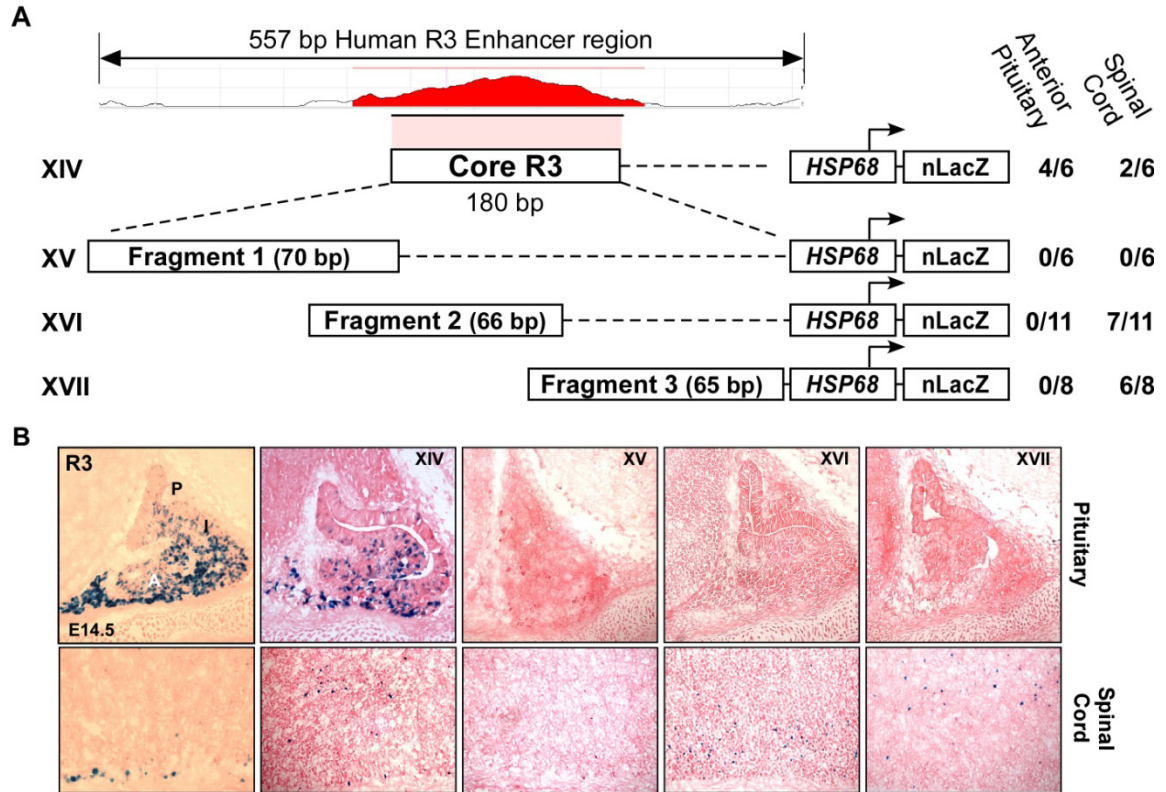 A
557 bp Human R3 Enhancer region
Anterior Pituitary
Spinal Cord
XIV Core R3 HSP68 nLacZ 4/6 2/6
180 bp
XV Fragment 1 (70 bp) HSP68 nLacZ 0/6 0/6
XVI Fragment 2 (66 bp) HSP68 nLacZ 0/11 7/11
XVII Fragment 3 (65 bp) HSP68 nLacZ 0/8 6/8
B
R3 XIV XV XVI XVII
P
I
A
E14.5
Pituitary
Spinal Cord